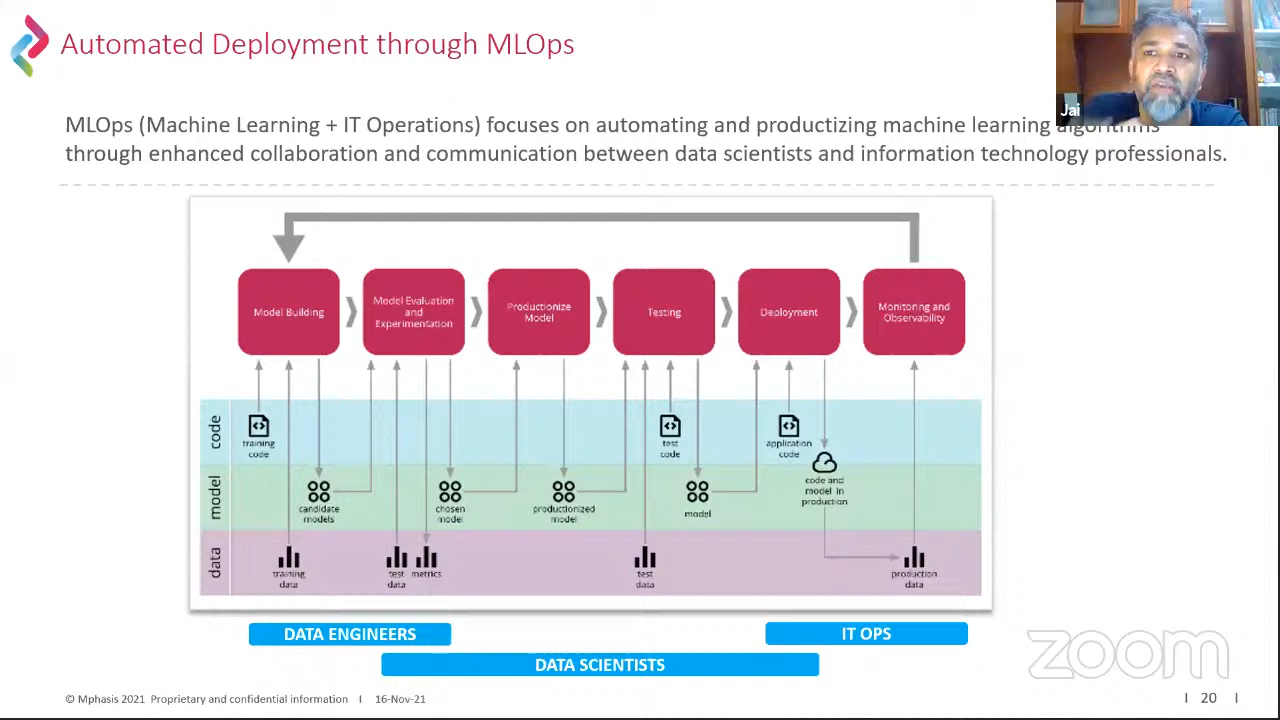 Automated Deployment through MLOps
Jai
MLOps (Machine Learning + IT Operations) focuses on automating and productizing machine learning algorithms
through enhanced collaboration and communication between data scientists and information technology professionals.
Model Building
Model Evaluation
and
Experimentation
Productionize
Model
Testing
Deployment
Monitoring and
Observability
code
training
code
test
code
application
code
model
candidate
models
chosen
model
productionized
model
model
code and
model in
production
data
training
data
test
data
metrics
test
data
production
data
DATA ENGINEERS
IT OPS
DATA SCIENTISTS
zoom
© Mphasis 2021 Proprietary and confidential information I 16-Nov-21
I 20 I